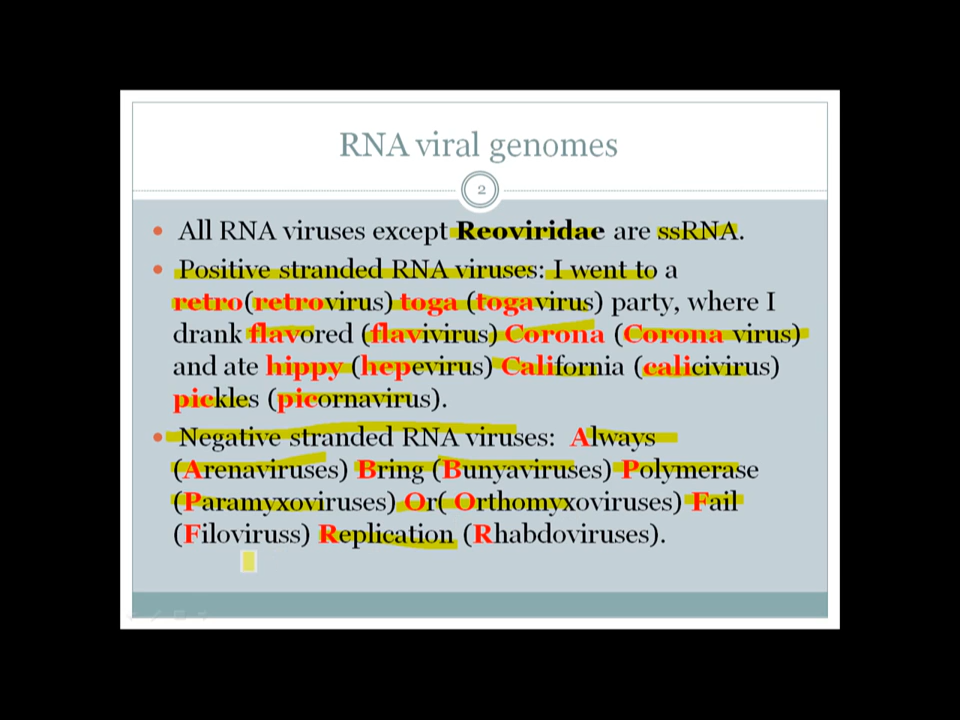 RNA viral genomes
2
• All RNA viruses except Reoviridae are ssRNA.
• Positive stranded RNA viruses: I went to a
retro(retrovirus) toga (togavirus) party, where I
drank flavored (flavivirus) Corona (Corona virus)
and ate hippy (hepevirus) California (calicivirus)
pickles (picornavirus).
• Negative stranded RNA viruses: Always
(Arenaviruses) Bring (Bunyaviruses) Polymerase
(Paramyxoviruses) Or( Orthomyxoviruses) Fail
(Filoviruss) Replication (Rhabdoviruses).